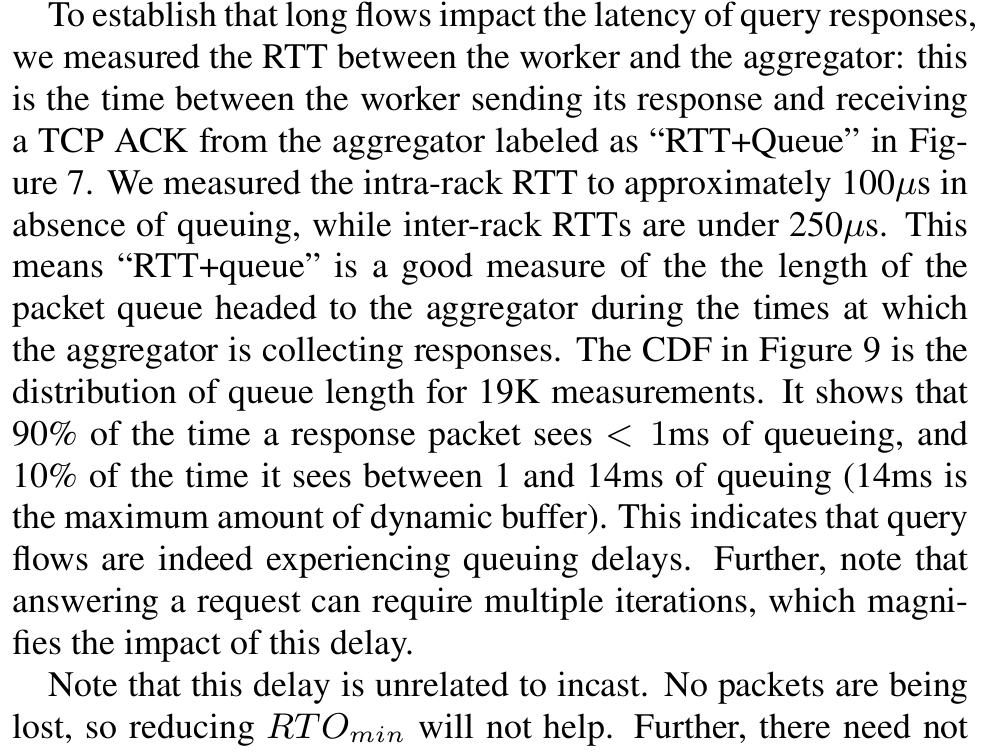 To establish that long flows impact the latency of query responses,
we measured the RTT between the worker and the aggregator: this
is the time between the worker sending its response and receiving
a TCP ACK from the aggregator labeled as “RTT+Queue” in Fig-
ure 7. We measured the intra-rack RTT to approximately 100μs in
absence of queuing, while inter-rack RTTs are under 250μs. This
means “RTT+queue” is a good measure of the the length of the
packet queue headed to the aggregator during the times at which
the aggregator is collecting responses. The CDF in Figure 9 is the
distribution of queue length for 19K measurements. It shows that
90% of the time a response packet sees < 1ms of queueing, and
10% of the time it sees between 1 and 14ms of queuing (14ms is
the maximum amount of dynamic buffer). This indicates that query
flows are indeed experiencing queuing delays. Further, note that
answering a request can require multiple iterations, which magni-
fies the impact of this delay.
Note that this delay is unrelated to incast. No packets are being
lost, so reducing RTO_min will not help. Further, there need not